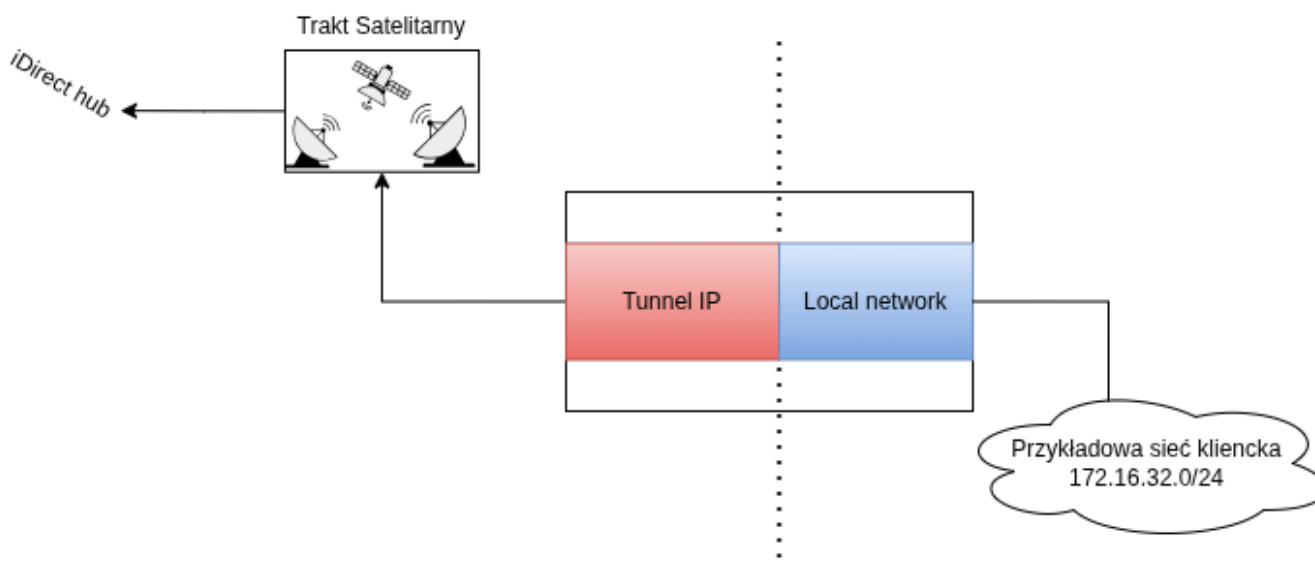 Trakt Satelitarny
iDirect hub
Tunnel IP
Local network
Przykładowa sieć kliencka
172.16.32.0/24